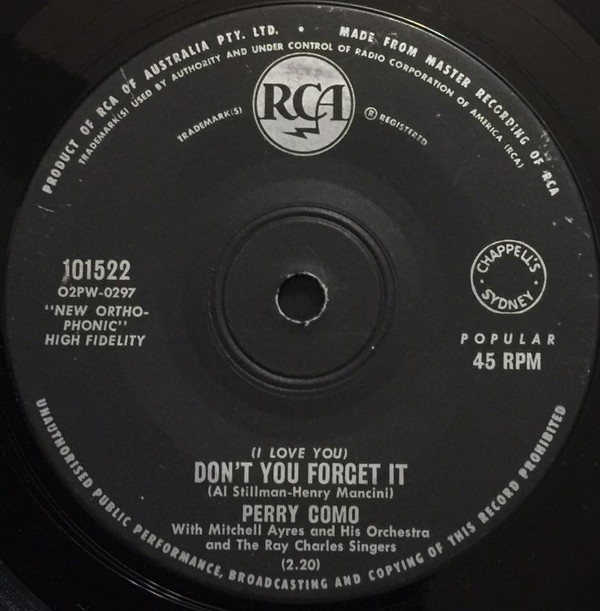 PRODUCT OF RCA OF AUSTRALIA PTY. LTD. • MADE FROM MASTER RECORDING OF RCA
TRADEMARK(S) USED BY AUTHORITY AND UNDER CONTROL OF RADIO CORPORATION OF AMERICA (RCA)
TRADEMARK(S) RCA ® REGISTERED
101522
O2PW-0297
"NEW ORTHO-
PHONIC"
HIGH FIDELITY
CHAPPELL'S
• SYDNEY •
POPULAR
45 RPM
(I LOVE YOU)
DON'T YOU FORGET IT
(Al Stillman-Henry Mancini)
PERRY COMO
With Mitchell Ayres and His Orchestra
and The Ray Charles Singers
(2.20)
UNAUTHORISED PUBLIC PERFORMANCE, BROADCASTING AND COPYING OF THIS RECORD PROHIBITED